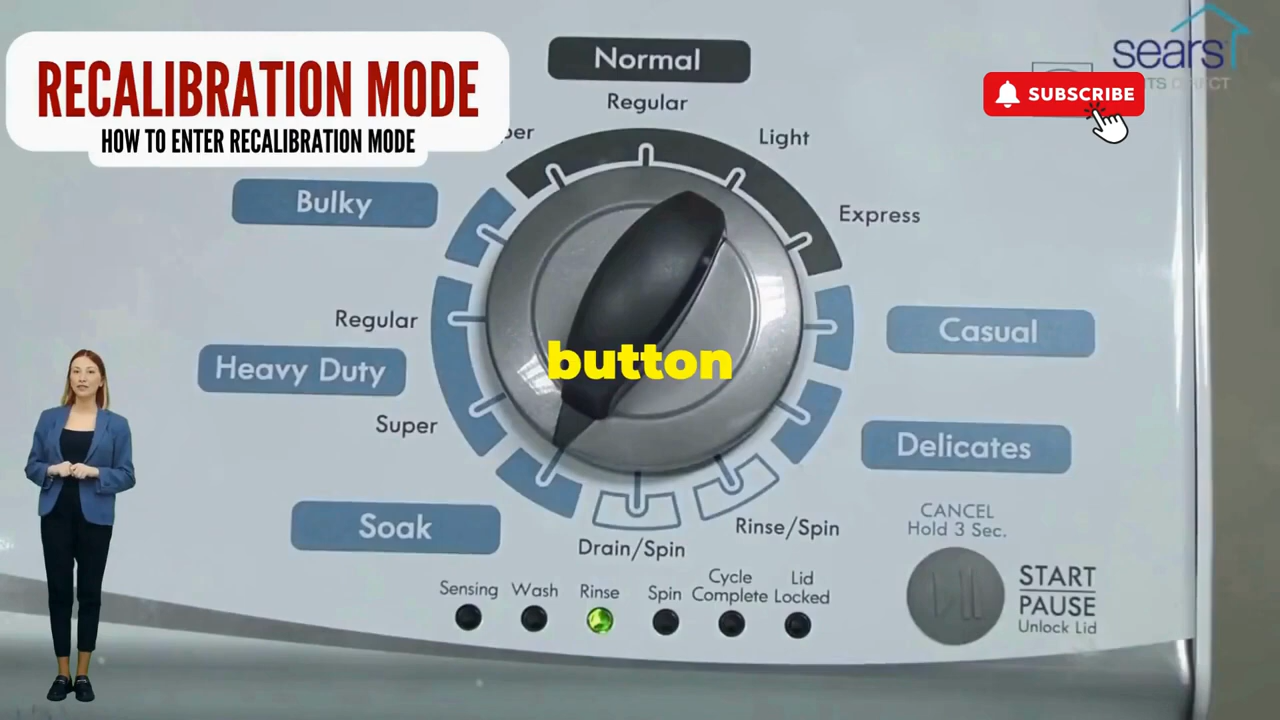 RECALIBRATION MODE
HOW TO ENTER RECALIBRATION MODE
sears
SUBSCRIBE
Normal
Regular
Light
Express
Bulky
Regular
Heavy Duty
Super
Casual
Delicates
Soak
button
Rinse/Spin
Drain/Spin
CANCEL
Hold 3 Sec.
Sensing
Wash
Rinse
Spin
Cycle
Complete
Lid
Locked
START
PAUSE
Unlock Lid